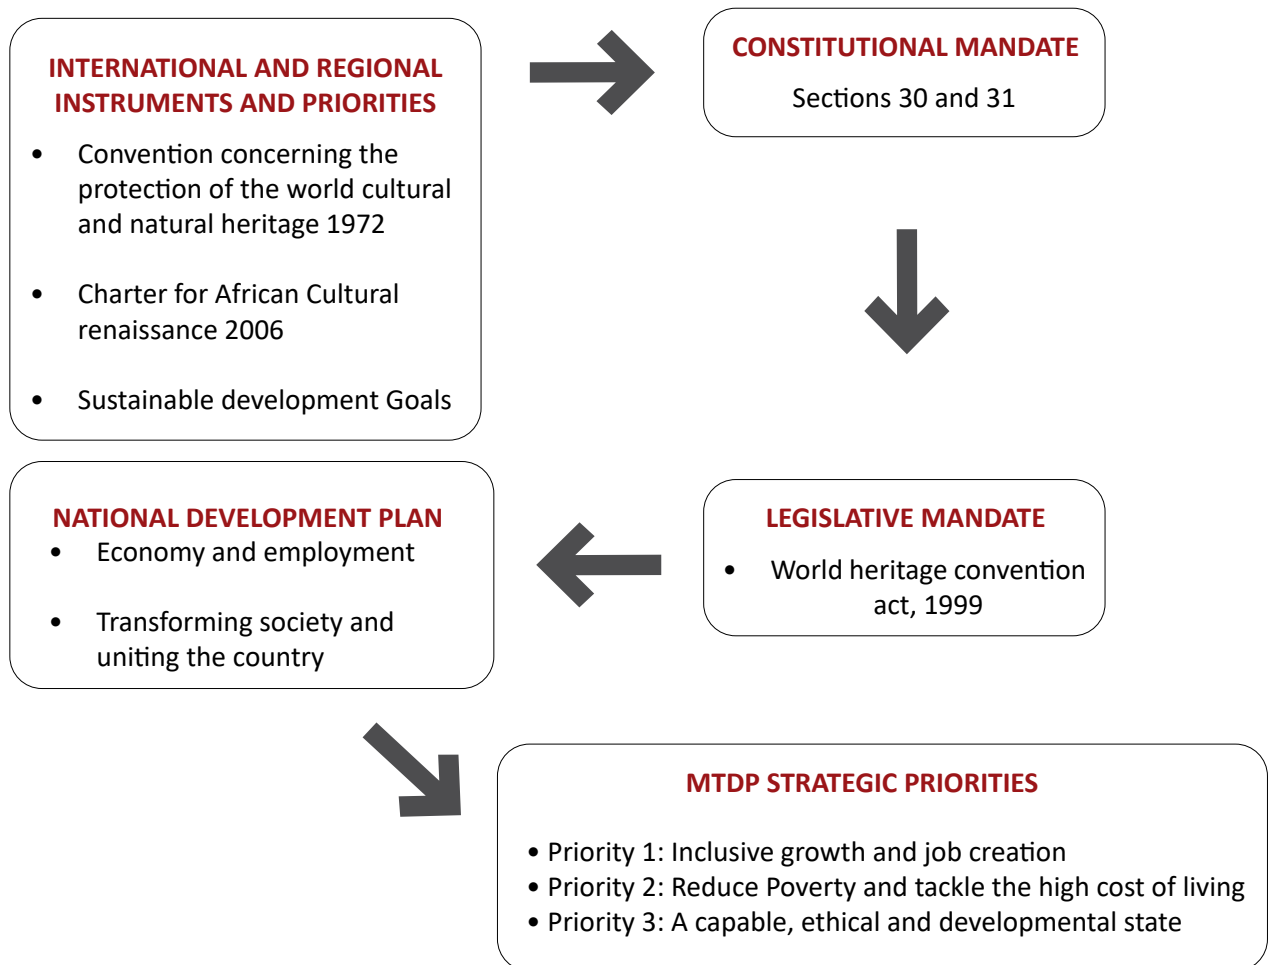 INTERNATIONAL AND REGIONAL
INSTRUMENTS AND PRIORITIES
• Convention concerning the
protection of the world cultural
and natural heritage 1972
• Charter for African Cultural
renaissance 2006
• Sustainable development Goals
CONSTITUTIONAL MANDATE
Sections 30 and 31
LEGISLATIVE MANDATE
• World heritage convention
act, 1999
NATIONAL DEVELOPMENT PLAN
• Economy and employment
• Transforming society and
uniting the country
MTDP STRATEGIC PRIORITIES
• Priority 1: Inclusive growth and job creation
• Priority 2: Reduce Poverty and tackle the high cost of living
• Priority 3: A capable, ethical and developmental state